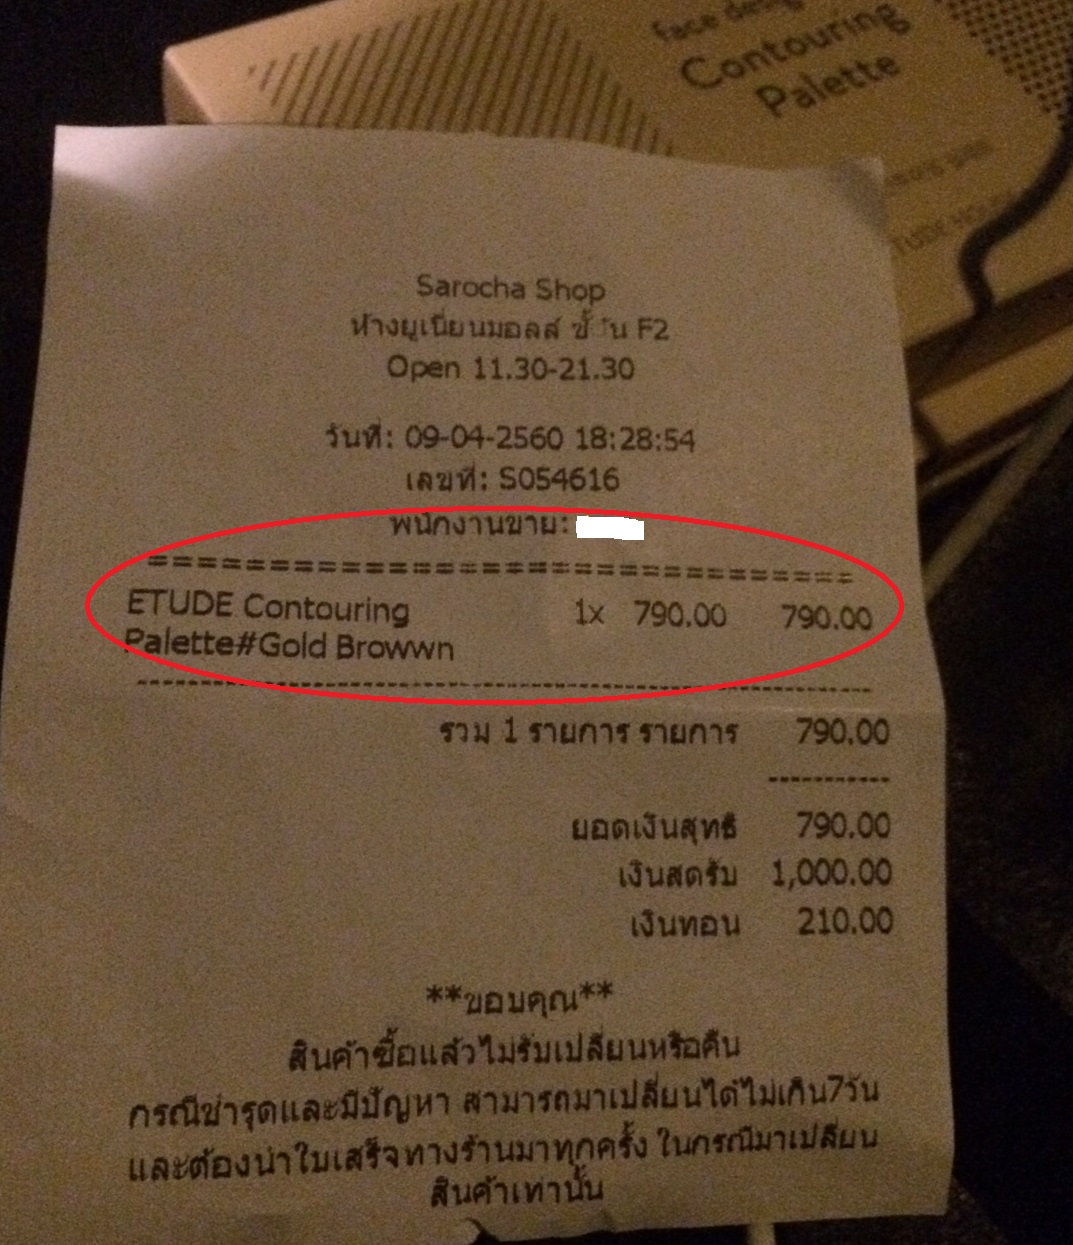 face
Contouring
Palette
Sarocha Shop
ห้างยูเนี่ยนมอลล์ ชั้น F2
Open 11.30-21.30
วันที่: 09-04-2560 18:28:54
เลขที่: S054616
พนักงานขาย:
==============================
ETUDE Contouring 1x 790.00 790.00
Palette#Gold Browwn
รวม 1 รายการ รายการ 790.00
ยอดเงินสุทธิ 790.00
เงินสดรับ 1,000.00
เงินทอน 210.00
**ขอบคุณ**
สินค้าซื้อแล้วไม่รับเปลี่ยนหรือคืน
กรณีชำรุดและมีปัญหา สามารถมาเปลี่ยนได้ไม่เกิน7วัน
และต้องนำใบเสร็จทางร้านมาทุกครั้ง ในกรณีมาเปลี่ยน
สินค้าเท่านั้น